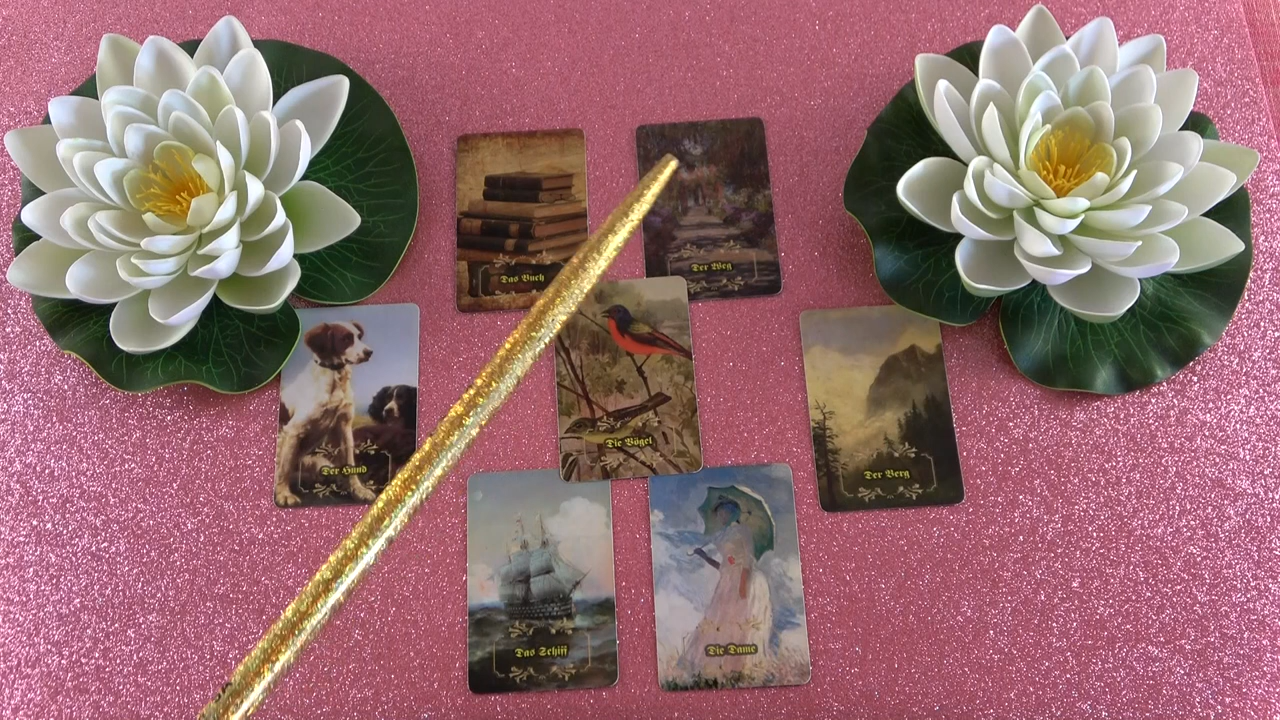 Das Buch
Der Weg
Der Hund
Die Vögel
Der Berg
Das Schiff
Die Dame